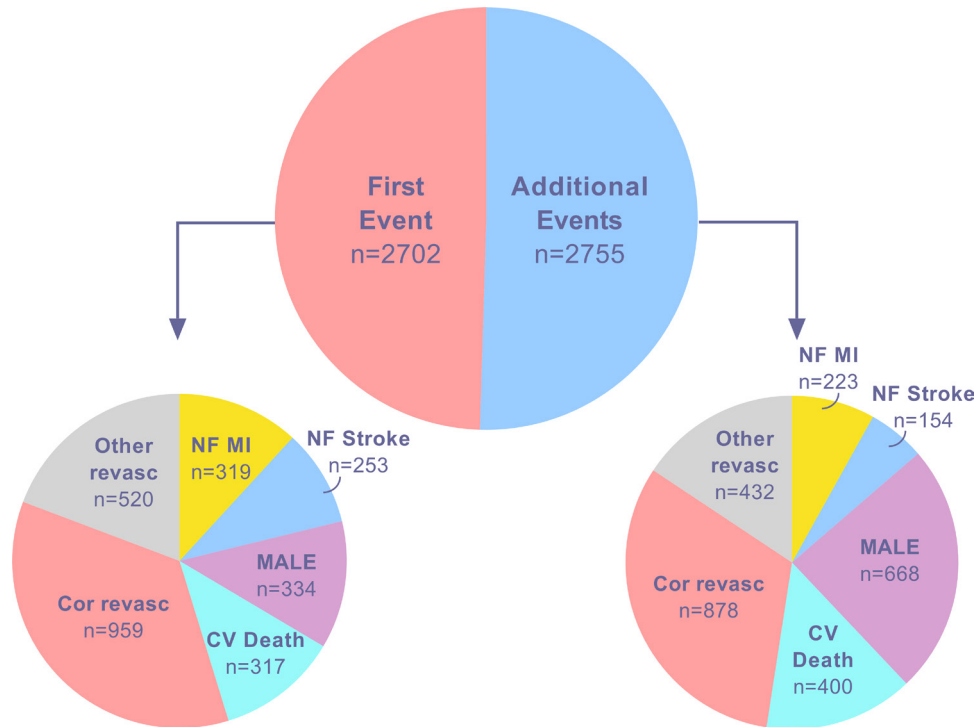 First
Event
n=2702
Additional
Events
n=2755
Other
revasc
n=520
NF MI
n=319
NF Stroke
n=253
MALE
n=334
CV Death
n=317
Cor revasc
n=959
NF MI
n=223
NF Stroke
n=154
Other
revasc
n=432
MALE
n=668
Cor revasc
n=878
CV
Death
n=400